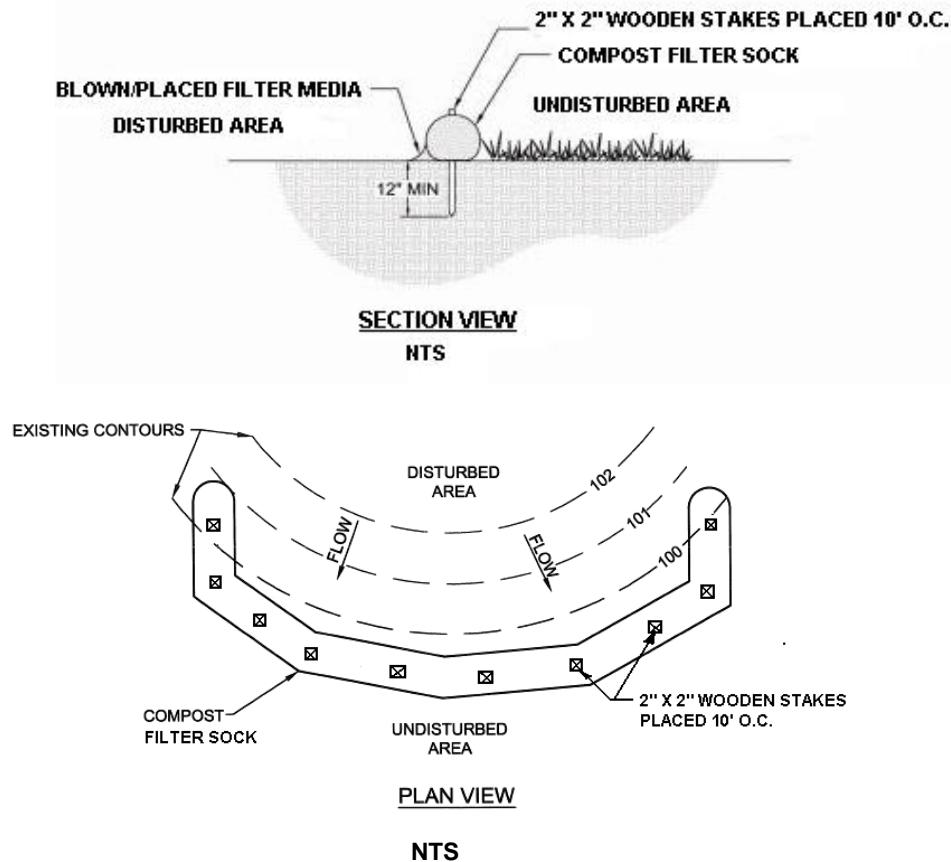 2" X 2" WOODEN STAKES PLACED 10' O.C.
COMPOST FILTER SOCK
BLOWN/PLACED FILTER MEDIA
UNDISTURBED AREA
DISTURBED AREA
12" MIN
SECTION VIEW
NTS
EXISTING CONTOURS
DISTURBED
AREA
102
101
100
FLOW
FLOW
2" X 2" WOODEN STAKES
PLACED 10' O.C.
COMPOST
FILTER SOCK
UNDISTURBED
AREA
PLAN VIEW
NTS